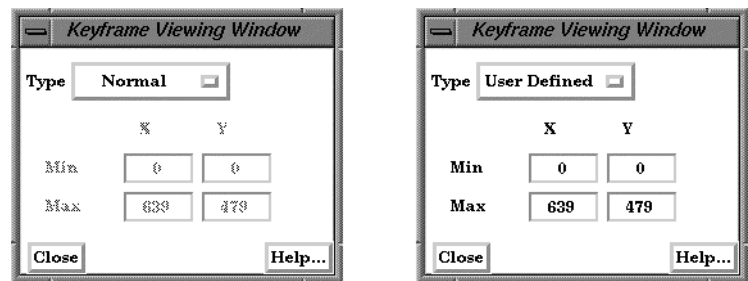 Keyframe Viewing Window
Type Normal
X Y
Min 0 0
Max 639 479
Close Help...
Keyframe Viewing Window
Type User Defined
X Y
Min 0 0
Max 639 479
Close Help...